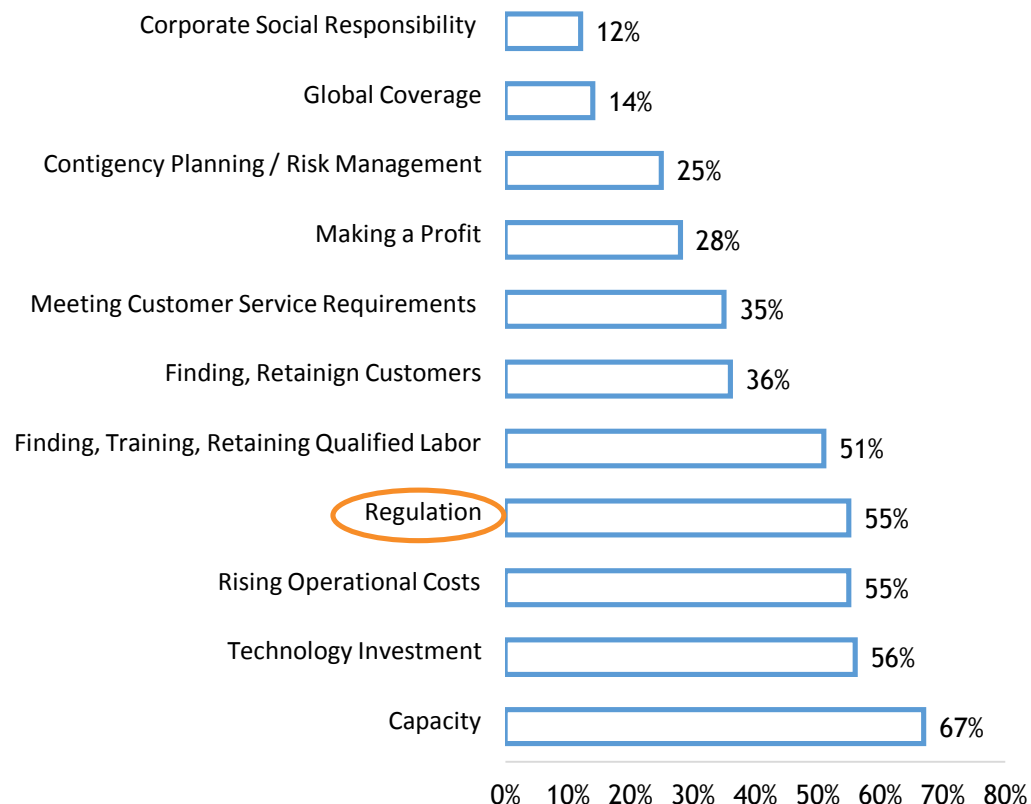 Corporate Social Responsibility 12%
Global Coverage 14%
Contigency Planning / Risk Management 25%
Making a Profit 28%
Meeting Customer Service Requirements 35%
Finding, Retainign Customers 36%
Finding, Training, Retaining Qualified Labor 51%
Regulation 55%
Rising Operational Costs 55%
Technology Investment 56%
Capacity 67%
0% 10% 20% 30% 40% 50% 60% 70% 80%